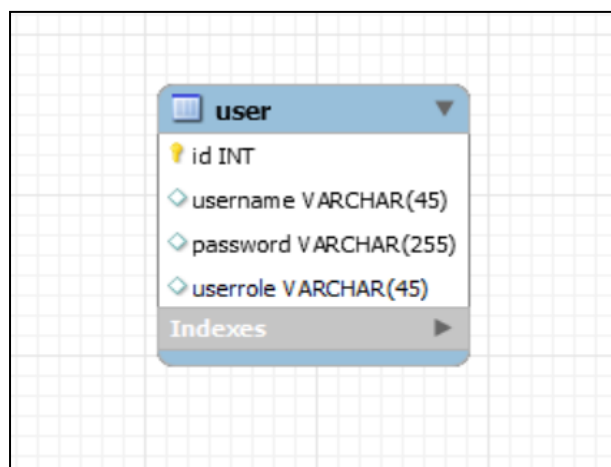 user
id INT
username VARCHAR(45)
password VARCHAR(255)
userrole VARCHAR(45)
Indexes